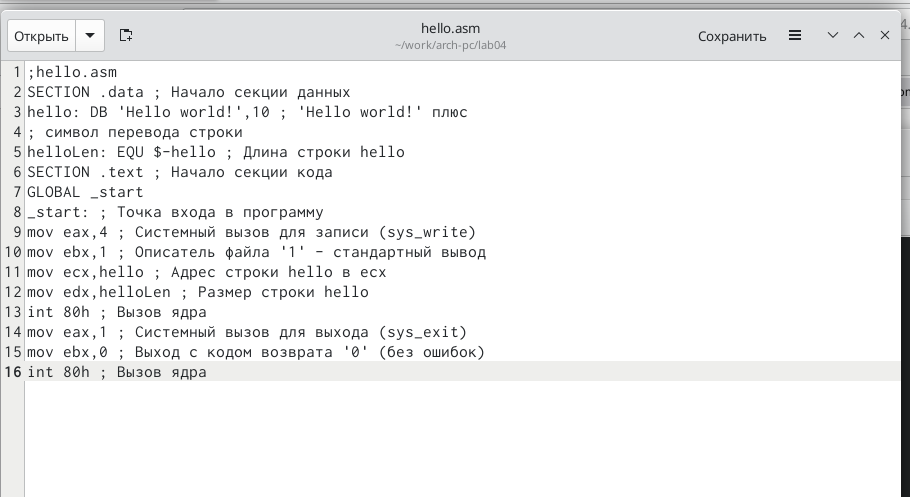 Открыть
hello.asm
~/work/arch-pc/lab04
Сохранить
1 ;hello.asm
2 SECTION .data ; Начало секции данных
3 hello: DB 'Hello world!',10 ; 'Hello world!' плюс
4 ; символ перевода строки
5 helloLen: EQU $-hello ; Длина строки hello
6 SECTION .text ; Начало секции кода
7 GLOBAL _start
8 _start: ; Точка входа в программу
9 mov eax,4 ; Системный вызов для записи (sys_write)
10 mov ebx,1 ; Описатель файла '1' - стандартный вывод
11 mov ecx,hello ; Адрес строки hello в ecx
12 mov edx,helloLen ; Размер строки hello
13 int 80h ; Вызов ядра
14 mov eax,1 ; Системный вызов для выхода (sys_exit)
15 mov ebx,0 ; Выход с кодом возврата '0' (без ошибок)
16 int 80h ; Вызов ядра